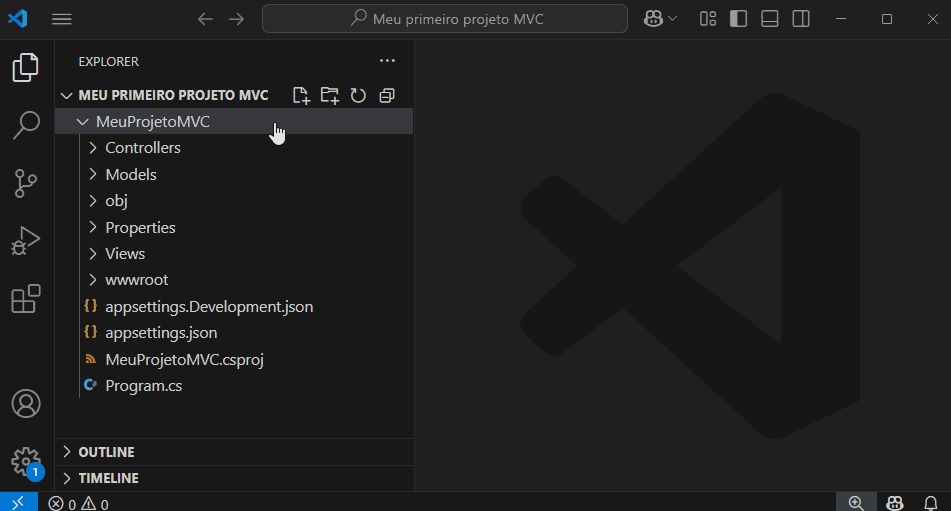 Meu primeiro projeto MVC
EXPLORER
MEU PRIMEIRO PROJETO MVC
MeuProjetoMVC
Controllers
Models
obj
Properties
Views
wwwroot
{} appsettings.Development.json
{} appsettings.json
MeuProjetoMVC.csproj
C# Program.cs
OUTLINE
TIMELINE
1
0 0